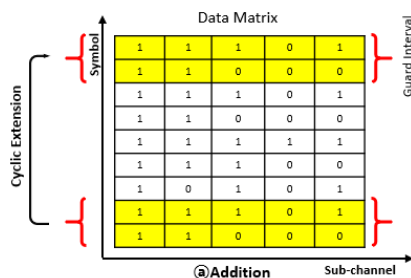 Data Matrix
Symbol
Guard Interval
Cyclic Extension
1 1 1 0 1
1 1 0 0 0
1 1 1 0 1
1 1 0 0 0
1 1 1 1 1
1 1 1 0 0
1 0 1 0 1
1 1 1 0 1
1 1 0 0 0
ⓐAddition
Sub-channel